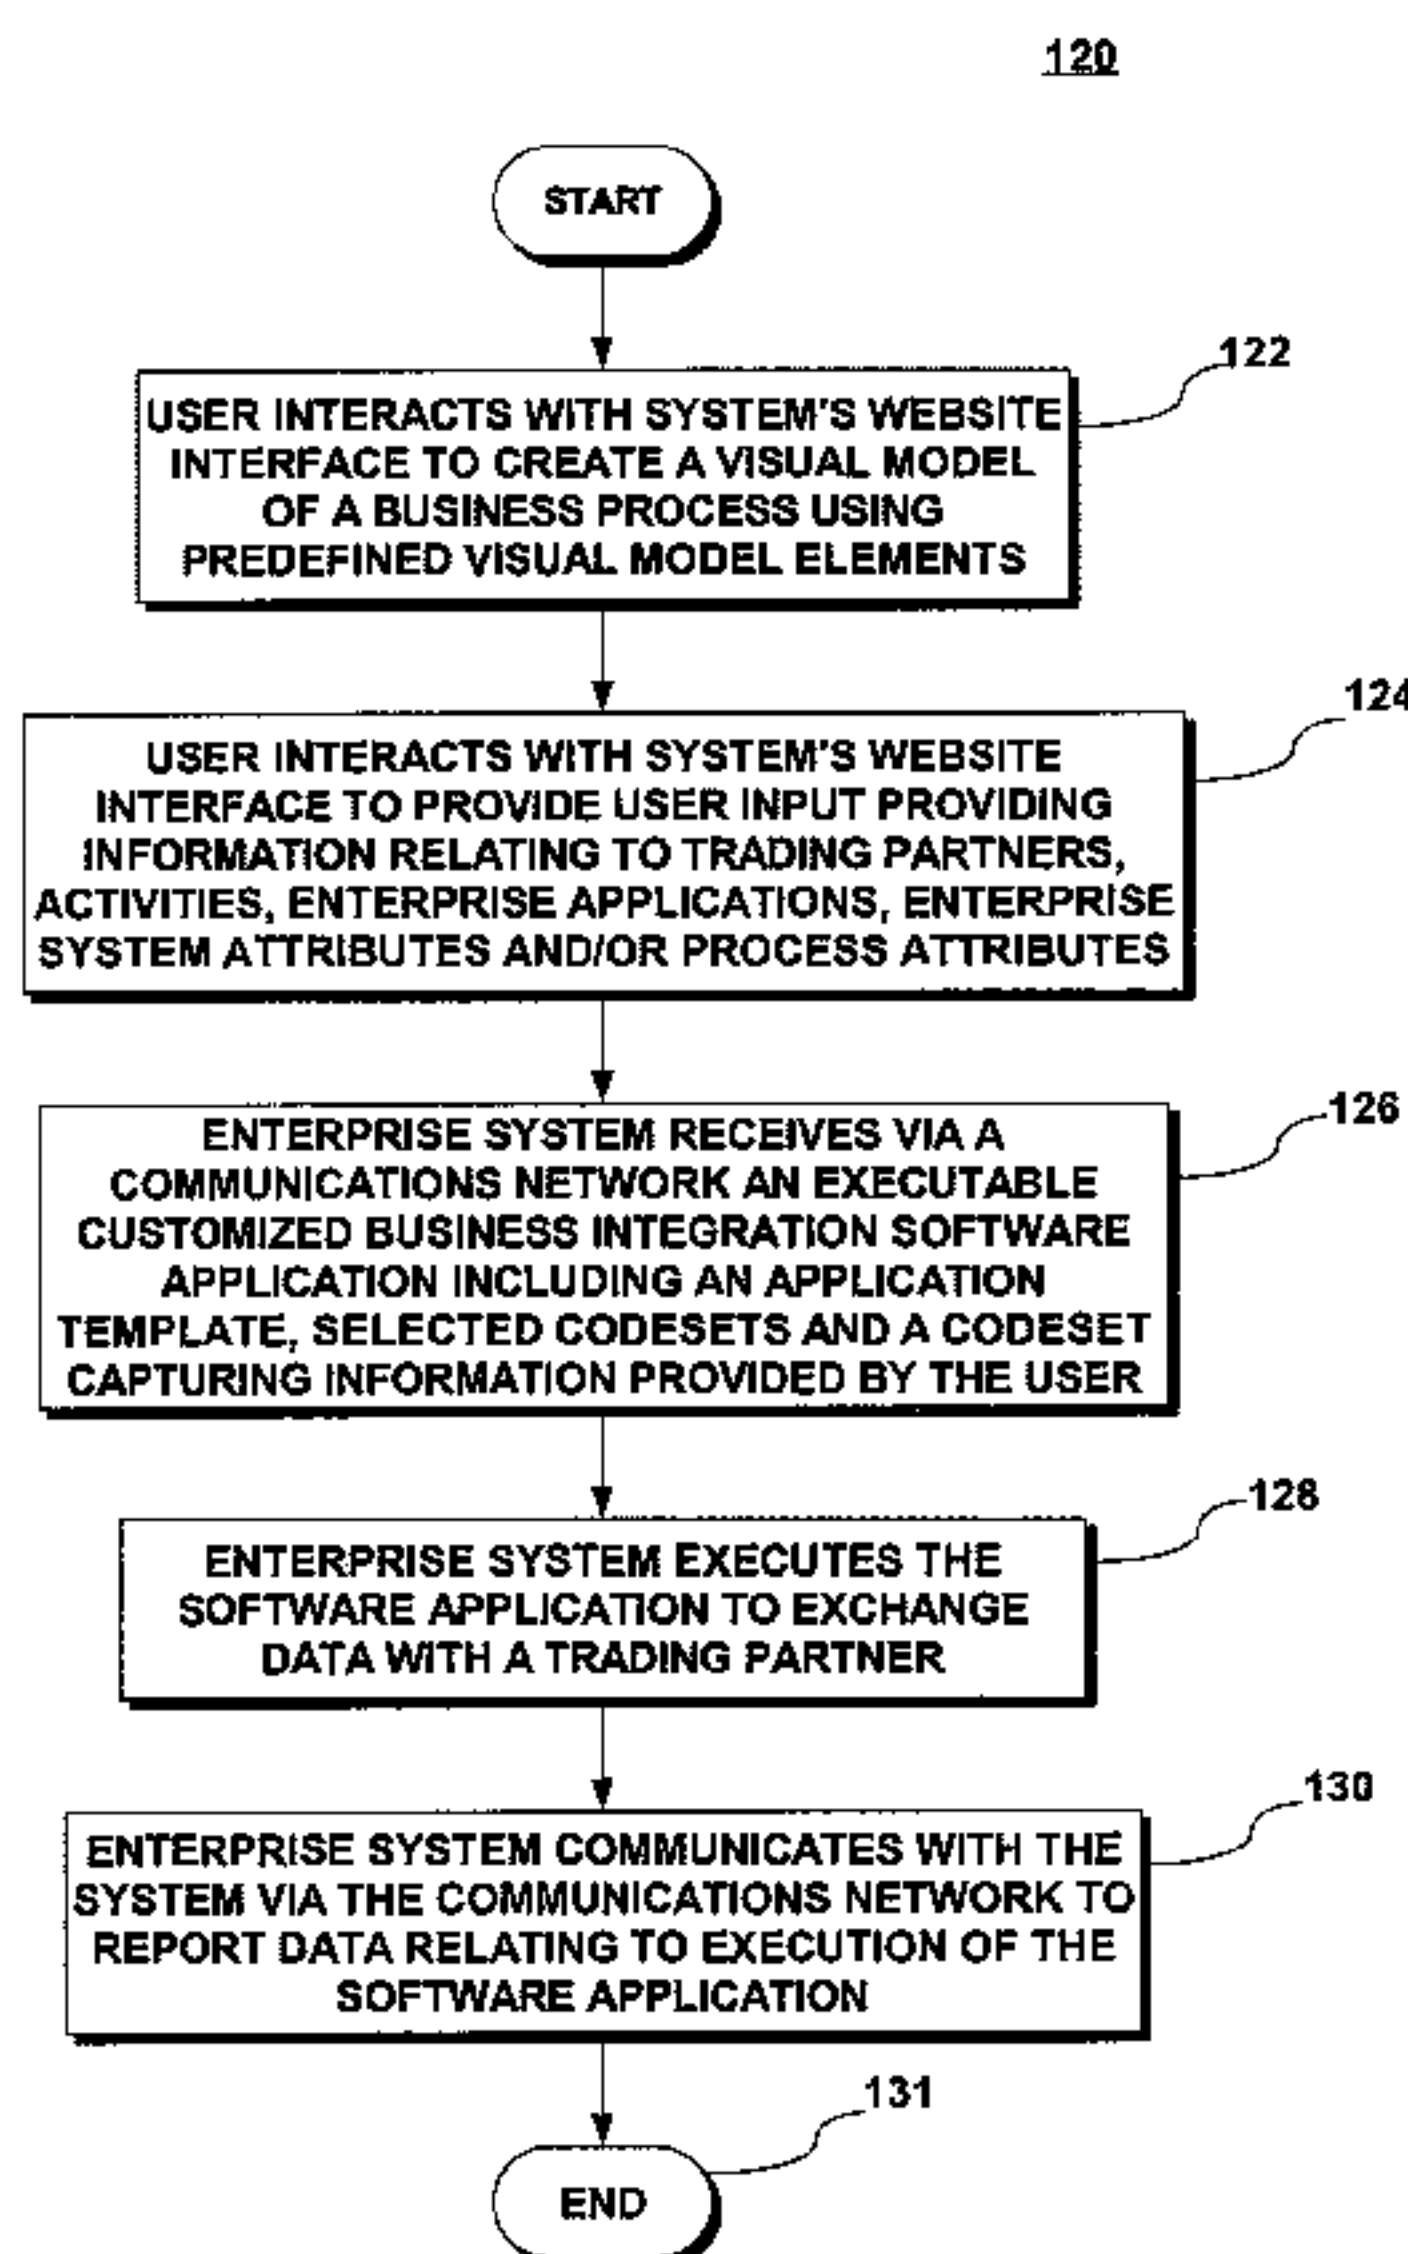 120
START
122
USER INTERACTS WITH SYSTEM'S WEBSITE
INTERFACE TO CREATE A VISUAL MODEL
OF A BUSINESS PROCESS USING
PREDEFINED VISUAL MODEL ELEMENTS
124
USER INTERACTS WITH SYSTEM'S WEBSITE
INTERFACE TO PROVIDE USER INPUT PROVIDING
INFORMATION RELATING TO TRADING PARTNERS,
ACTIVITIES, ENTERPRISE APPLICATIONS, ENTERPRISE
SYSTEM ATTRIBUTES AND/OR PROCESS ATTRIBUTES
126
ENTERPRISE SYSTEM RECEIVES VIA A
COMMUNICATIONS NETWORK AN EXECUTABLE
CUSTOMIZED BUSINESS INTEGRATION SOFTWARE
APPLICATION INCLUDING AN APPLICATION
TEMPLATE, SELECTED CODESETS AND A CODESET
CAPTURING INFORMATION PROVIDED BY THE USER
128
ENTERPRISE SYSTEM EXECUTES THE
SOFTWARE APPLICATION TO EXCHANGE
DATA WITH A TRADING PARTNER
130
ENTERPRISE SYSTEM COMMUNICATES WITH THE
SYSTEM VIA THE COMMUNICATIONS NETWORK TO
REPORT DATA RELATING TO EXECUTION OF THE
SOFTWARE APPLICATION
131
END